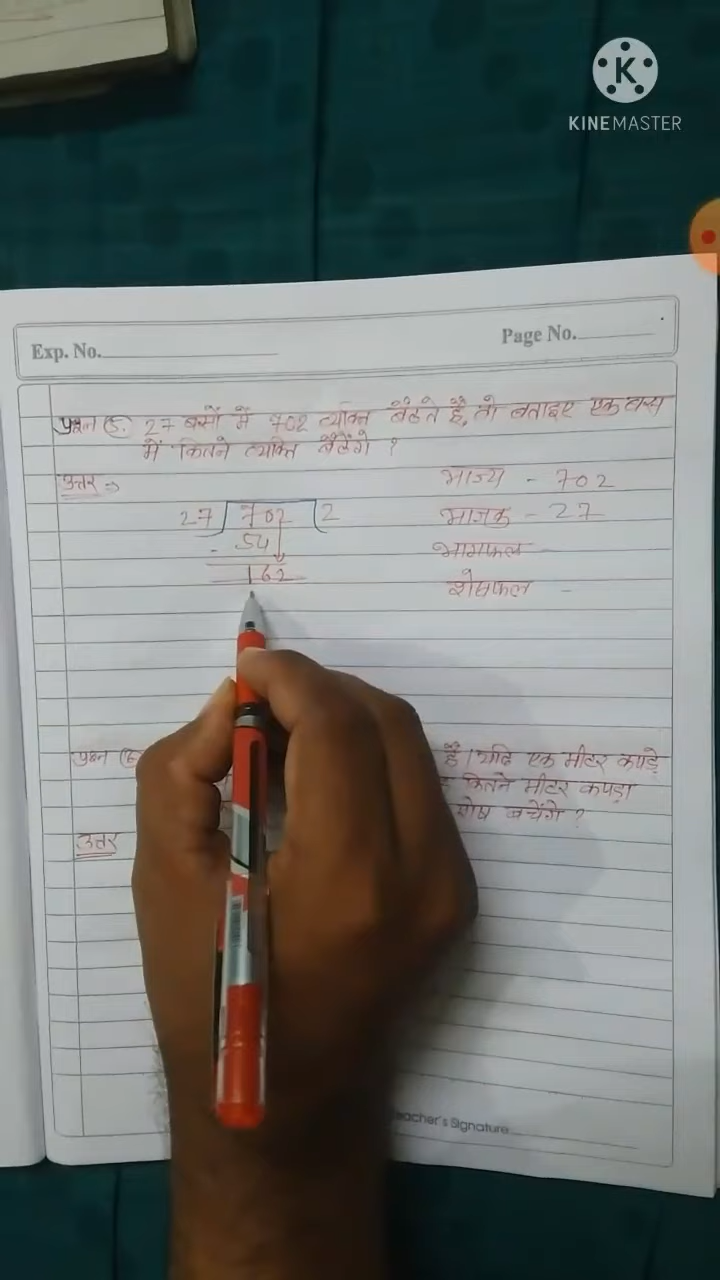 KINEMASTER
Exp. No.
Page No.
प्रश्न 5. 27 बसों में 702 व्यक्ति बैठते है, तो बताइए एक बस
में कितने व्यक्ति बैठेंगे ?
उत्तर ⇒
भाज्य - 702
27 702 2
भाजक - 27
- 54
भागफल -
162
शेषफल -
प्रश्न 6 है । यदि एक मीटर कपड़े
कितने मीटर कपड़ा
शेष बचेंगे ?
उत्तर
Teacher's Signature